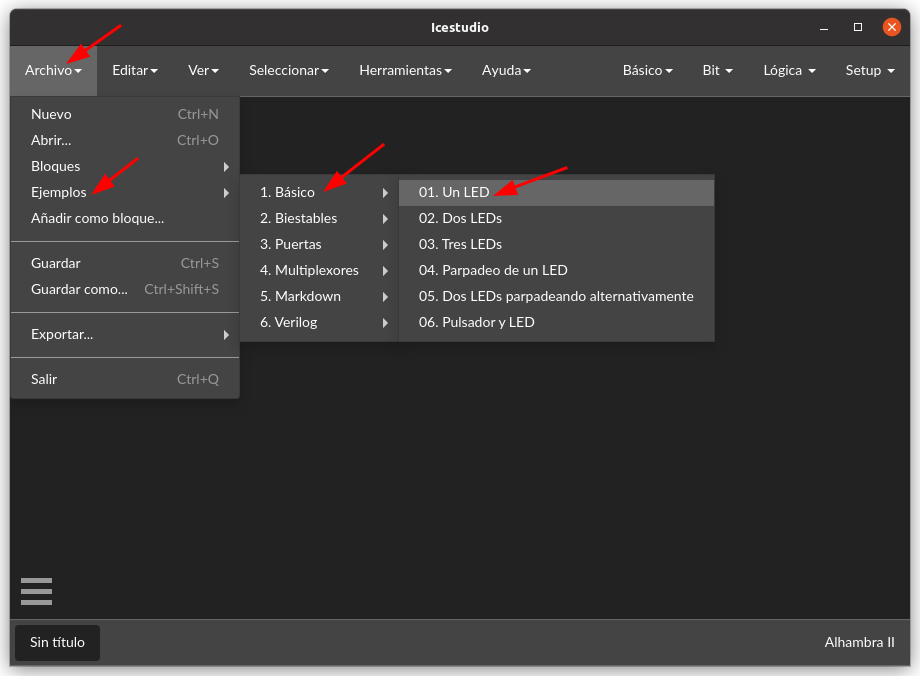 Icestudio
Archivo Editar Ver Seleccionar Herramientas Ayuda Básico Bit Lógica Setup
Nuevo Ctrl+N
Abrir... Ctrl+O
Bloques
Ejemplos
Añadir como bloque...
Guardar Ctrl+S
Guardar como... Ctrl+Shift+S
Exportar...
Salir Ctrl+Q
1. Básico
2. Biestables
3. Puertas
4. Multiplexores
5. Markdown
6. Verilog
01. Un LED
02. Dos LEDs
03. Tres LEDs
04. Parpadeo de un LED
05. Dos LEDs parpadeando alternativamente
06. Pulsador y LED
Sin título Alhambra II